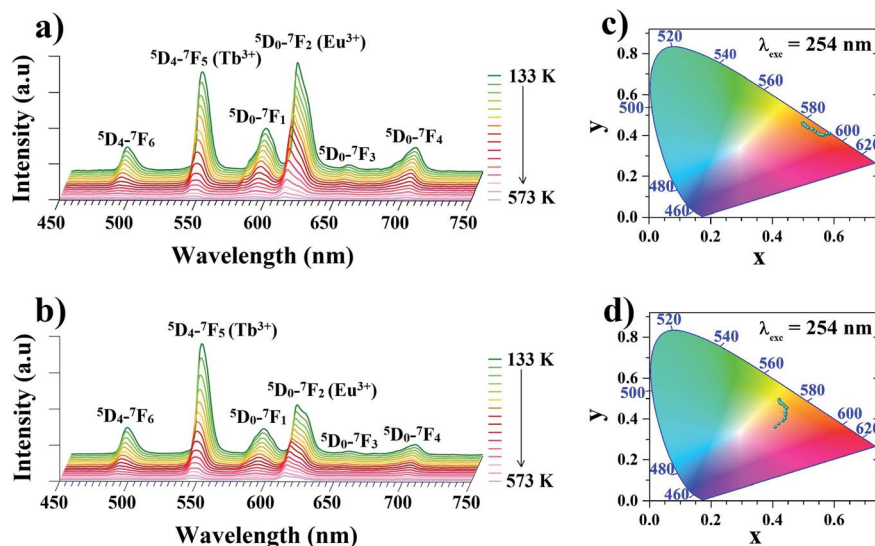 a)
Intensity (a.u)
⁵D₄-⁷F₆
⁵D₄-⁷F₅ (Tb³⁺)
⁵D₀-⁷F₁
⁵D₀-⁷F₂ (Eu³⁺)
⁵D₀-⁷F₃
⁵D₀-⁷F₄
133 K
573 K
450 500 550 600 650 700 750
Wavelength (nm)
c)
λexc = 254 nm
y
0.8
0.6
0.4
0.2
0.0
520
540
560
500
580
600
620
480
460
0.0 0.2 0.4 0.6
x
b)
Intensity (a.u)
⁵D₄-⁷F₆
⁵D₄-⁷F₅ (Tb³⁺)
⁵D₀-⁷F₁
⁵D₀-⁷F₂ (Eu³⁺)
⁵D₀-⁷F₃
⁵D₀-⁷F₄
133 K
573 K
450 500 550 600 650 700 750
Wavelength (nm)
d)
λexc = 254 nm
y
0.8
0.6
0.4
0.2
0.0
520
540
560
500
580
600
620
480
460
0.0 0.2 0.4 0.6
x